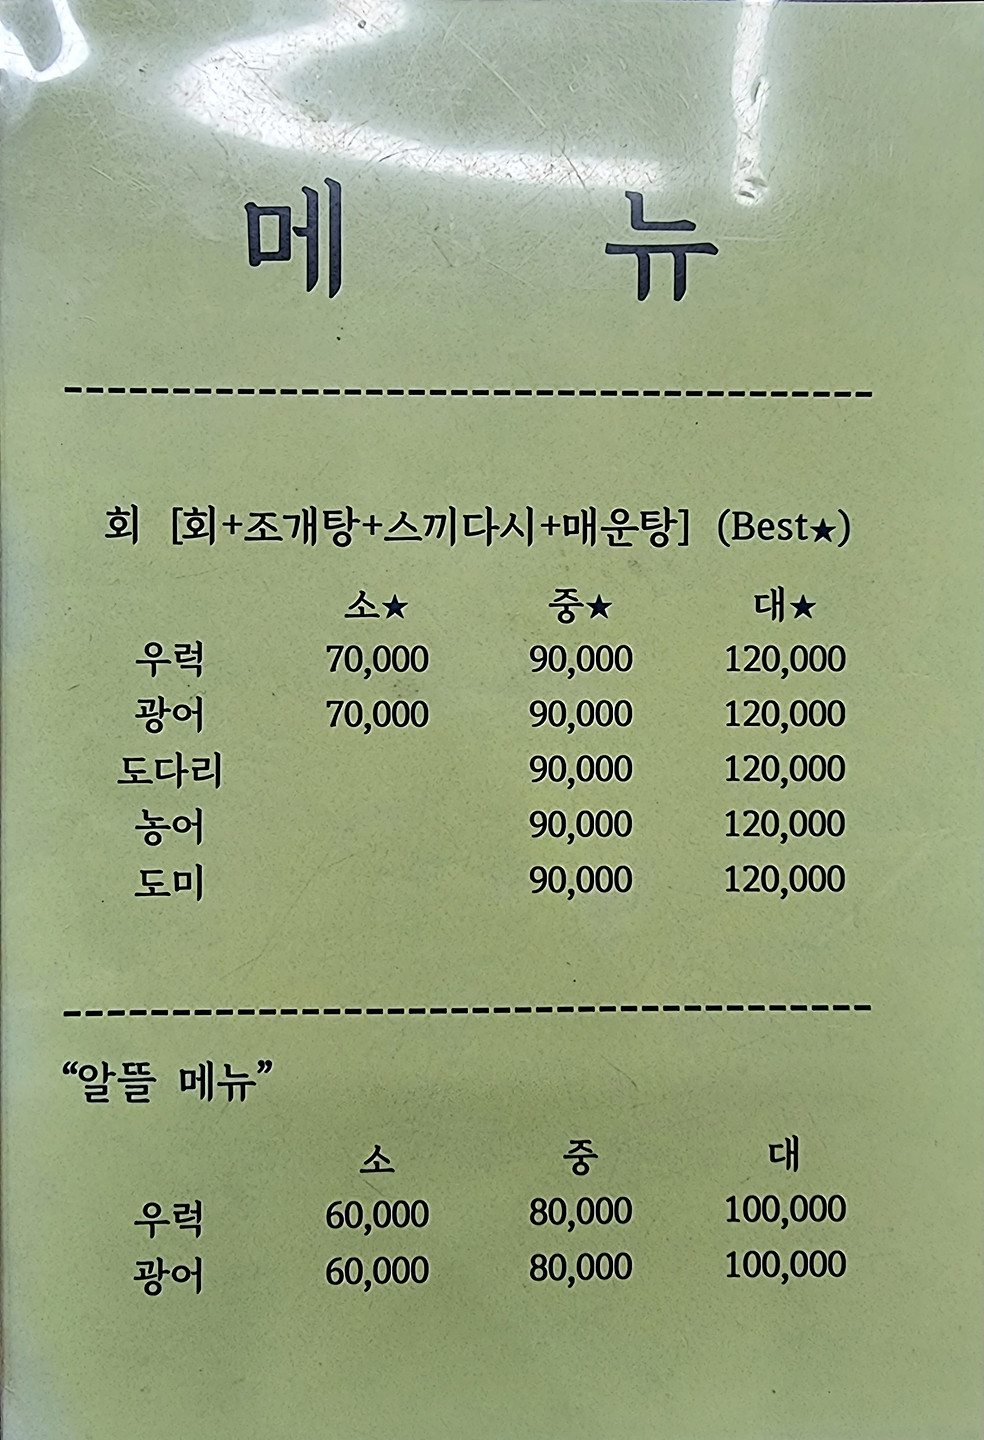 메 뉴
---------------------------------------
회 [회+조개탕+스끼다시+매운탕] (Best★)
소★ 중★ 대★
우럭 70,000 90,000 120,000
광어 70,000 90,000 120,000
도다리 90,000 120,000
농어 90,000 120,000
도미 90,000 120,000
---------------------------------------
“알뜰 메뉴”
소 중 대
우럭 60,000 80,000 100,000
광어 60,000 80,000 100,000